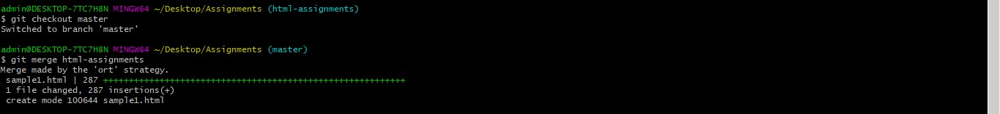 admin@DESKTOP-7TC7H8N MINGW64 ~/Desktop/Assignments (html-assignments)
$ git checkout master
Switched to branch 'master'
admin@DESKTOP-7TC7H8N MINGW64 ~/Desktop/Assignments (master)
$ git merge html-assignments
Merge made by the 'ort' strategy.
 sample1.html | 287 +++++++++++++++++++++++++++++++++++++++++++++++++++++++++++
 1 file changed, 287 insertions(+)
 create mode 100644 sample1.html